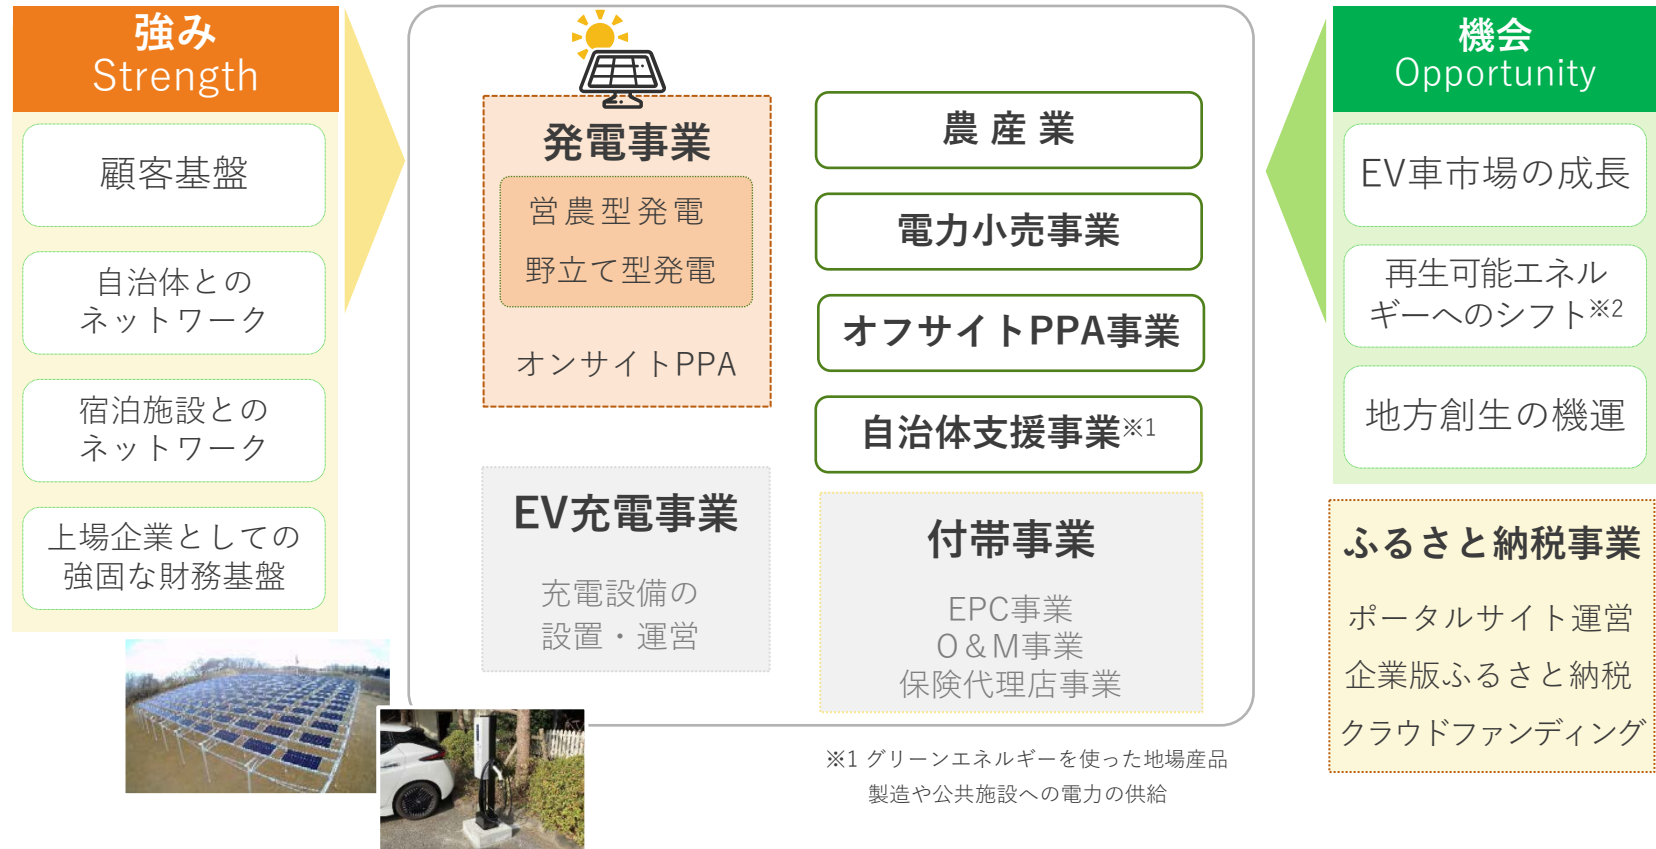 強み
Strength
顧客基盤
自治体との
ネットワーク
宿泊施設との
ネットワーク
上場企業としての
強固な財務基盤
発電事業
営農型発電
野立て型発電
オンサイトPPA
EV充電事業
充電設備の
設置・運営
農産業
電力小売事業
オフサイトPPA事業
自治体支援事業※1
付帯事業
EPC事業
O&M事業
保険代理店事業
※1 グリーンエネルギーを使った地場産品
製造や公共施設への電力の供給
機会
Opportunity
EV車市場の成長
再生可能エネル
ギーへのシフト※2
地方創生の機運
ふるさと納税事業
ポータルサイト運営
企業版ふるさと納税
クラウドファンディング